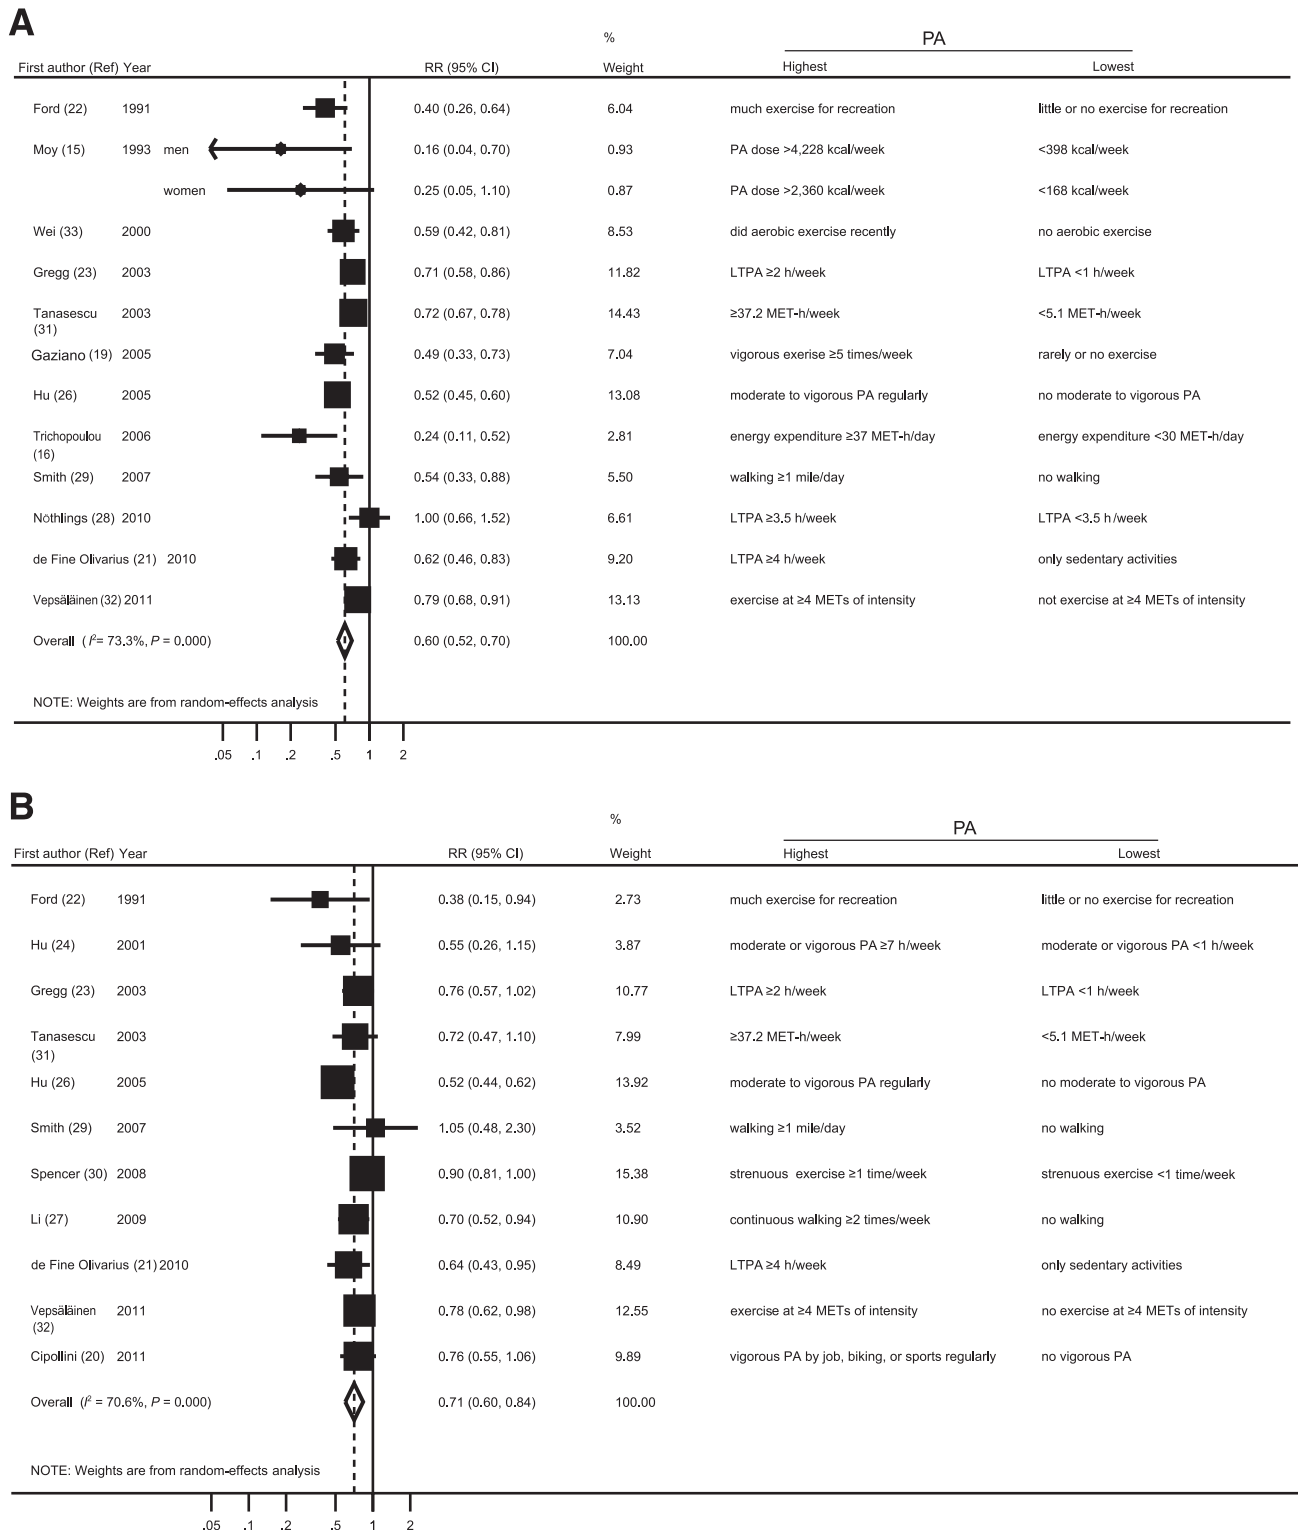 A
%
PA
First author (Ref) Year RR (95% CI) Weight Highest Lowest
Ford (22) 1991 0.40 (0.26, 0.64) 6.04 much exercise for recreation little or no exercise for recreation
Moy (15) 1993 men 0.16 (0.04, 0.70) 0.93 PA dose >4,228 kcal/week <398 kcal/week
women 0.25 (0.05, 1.10) 0.87 PA dose >2,360 kcal/week <168 kcal/week
Wei (33) 2000 0.59 (0.42, 0.81) 8.53 did aerobic exercise recently no aerobic exercise
Gregg (23) 2003 0.71 (0.58, 0.86) 11.82 LTPA ≥2 h/week LTPA <1 h/week
Tanasescu 2003 0.72 (0.67, 0.78) 14.43 ≥37.2 MET-h/week <5.1 MET-h/week
(31)
Gaziano (19) 2005 0.49 (0.33, 0.73) 7.04 vigorous exerise ≥5 times/week rarely or no exercise
Hu (26) 2005 0.52 (0.45, 0.60) 13.08 moderate to vigorous PA regularly no moderate to vigorous PA
Trichopoulou 2006 0.24 (0.11, 0.52) 2.81 energy expenditure ≥37 MET-h/day energy expenditure <30 MET-h/day
(16)
Smith (29) 2007 0.54 (0.33, 0.88) 5.50 walking ≥1 mile/day no walking
Nöthlings (28) 2010 1.00 (0.66, 1.52) 6.61 LTPA ≥3.5 h/week LTPA <3.5 h/week
de Fine Olivarius (21) 2010 0.62 (0.46, 0.83) 9.20 LTPA ≥4 h/week only sedentary activities
Vepsäläinen (32) 2011 0.79 (0.68, 0.91) 13.13 exercise at ≥4 METs of intensity not exercise at ≥4 METs of intensity
Overall (I² = 73.3%, P = 0.000) 0.60 (0.52, 0.70) 100.00
NOTE: Weights are from random-effects analysis
.05 .1 .2 .5 1 2
B
%
PA
First author (Ref) Year RR (95% CI) Weight Highest Lowest
Ford (22) 1991 0.38 (0.15, 0.94) 2.73 much exercise for recreation little or no exercise for recreation
Hu (24) 2001 0.55 (0.26, 1.15) 3.87 moderate or vigorous PA ≥7 h/week moderate or vigorous PA <1 h/week
Gregg (23) 2003 0.76 (0.57, 1.02) 10.77 LTPA ≥2 h/week LTPA <1 h/week
Tanasescu 2003 0.72 (0.47, 1.10) 7.99 ≥37.2 MET-h/week <5.1 MET-h/week
(31)
Hu (26) 2005 0.52 (0.44, 0.62) 13.92 moderate to vigorous PA regularly no moderate to vigorous PA
Smith (29) 2007 1.05 (0.48, 2.30) 3.52 walking ≥1 mile/day no walking
Spencer (30) 2008 0.90 (0.81, 1.00) 15.38 strenuous exercise ≥1 time/week strenuous exercise <1 time/week
Li (27) 2009 0.70 (0.52, 0.94) 10.90 continuous walking ≥2 times/week no walking
de Fine Olivarius (21) 2010 0.64 (0.43, 0.95) 8.49 LTPA ≥4 h/week only sedentary activities
Vepsäläinen 2011 0.78 (0.62, 0.98) 12.55 exercise at ≥4 METs of intensity no exercise at ≥4 METs of intensity
(32)
Cipollini (20) 2011 0.76 (0.55, 1.06) 9.89 vigorous PA by job, biking, or sports regularly no vigorous PA
Overall (I² = 70.6%, P = 0.000) 0.71 (0.60, 0.84) 100.00
NOTE: Weights are from random-effects analysis
.05 .1 .2 .5 1 2